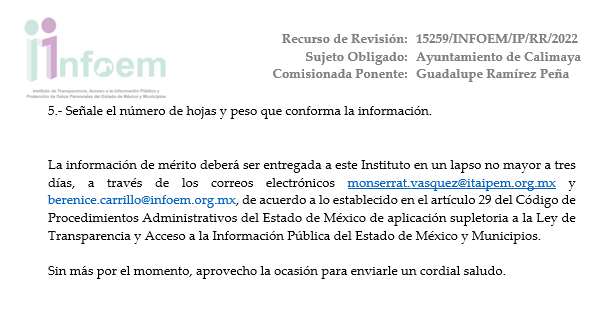 infoem
Instituto de Transparencia, Acceso a la Información Pública y
Protección de Datos Personales del Estado de México y Municipios
Recurso de Revisión: 15259/INFOEM/IP/RR/2022
Sujeto Obligado: Ayuntamiento de Calimaya
Comisionada Ponente: Guadalupe Ramírez Peña
5.- Señale el número de hojas y peso que conforma la información.
La información de mérito deberá ser entregada a este Instituto en un lapso no mayor a tres
días, a través de los correos electrónicos monserrat.vasquez@itaipem.org.mx y
berenice.carrillo@infoem.org.mx, de acuerdo a lo establecido en el artículo 29 del Código de
Procedimientos Administrativos del Estado de México de aplicación supletoria a la Ley de
Transparencia y Acceso a la Información Pública del Estado de México y Municipios.
Sin más por el momento, aprovecho la ocasión para enviarle un cordial saludo.